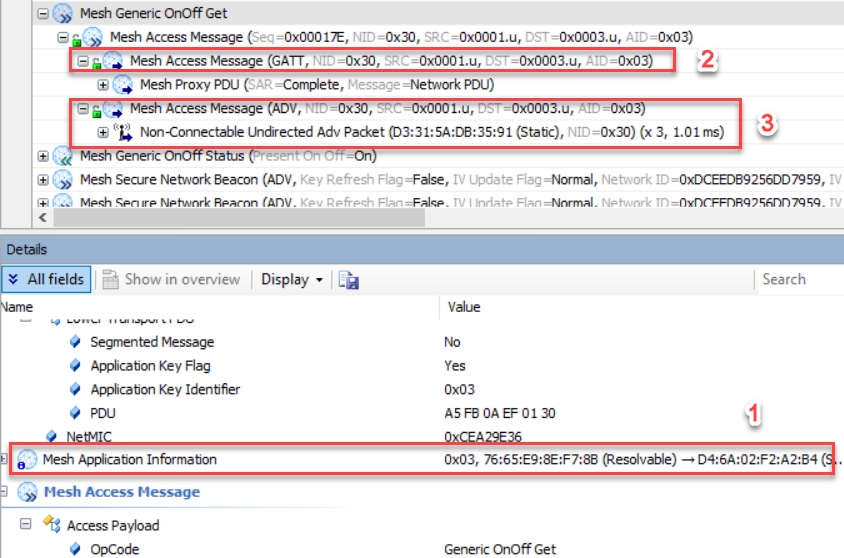 Mesh Generic OnOff Get
Mesh Access Message (Seq=0x00017E, NID=0x30, SRC=0x0001.u, DST=0x0003.u, AID=0x03)
Mesh Access Message (GATT, NID=0x30, SRC=0x0001.u, DST=0x0003.u, AID=0x03)
2
Mesh Proxy PDU (SAR=Complete, Message=Network PDU)
Mesh Access Message (ADV, NID=0x30, SRC=0x0001.u, DST=0x0003.u, AID=0x03)
3
Non-Connectable Undirected Adv Packet (D3:31:5A:DB:35:91 (Static), NID=0x30) (x 3, 1.01 ms)
Mesh Generic OnOff Status (Present On Off=On)
Mesh Secure Network Beacon (ADV, Key Refresh Flag=False, IV Update Flag=Normal, Network ID=0xDCEEDB9256DD7959, IV
Mesh Secure Network Beacon (ADV, Key Refresh Flag=False, IV Update Flag=Normal, Network ID=0xDCEEDB9256DD7959, IV
Details
All fields Show in overview Display Search
Name Value
Lower Transport PDU
Segmented Message No
Application Key Flag Yes
Application Key Identifier 0x03
PDU A5 FB 0A EF 01 30
1
NetMIC 0xCEA29E36
Mesh Application Information 0x03, 76:65:E9:8E:F7:8B (Resolvable) → D4:6A:02:F2:A2:B4 (S...
Mesh Access Message
Access Payload
OpCode Generic OnOff Get